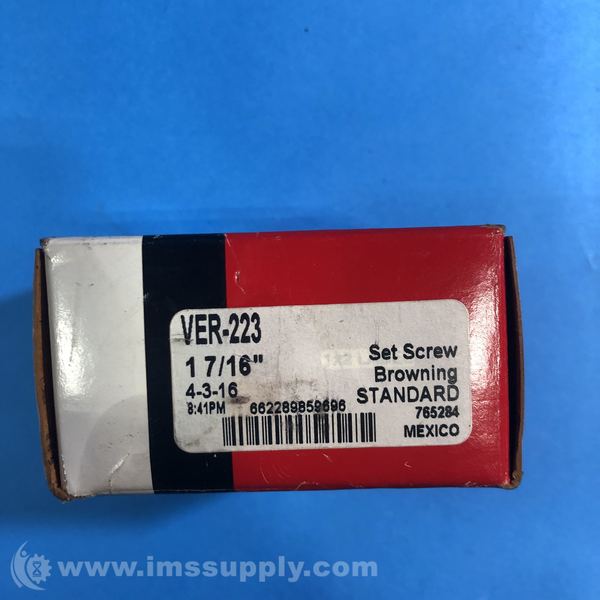 VER-223
1 7/16"
4-3-16
8:41PM 662289859696
Set Screw
Browning
STANDARD
765284
MEXICO
www.imssupply.com